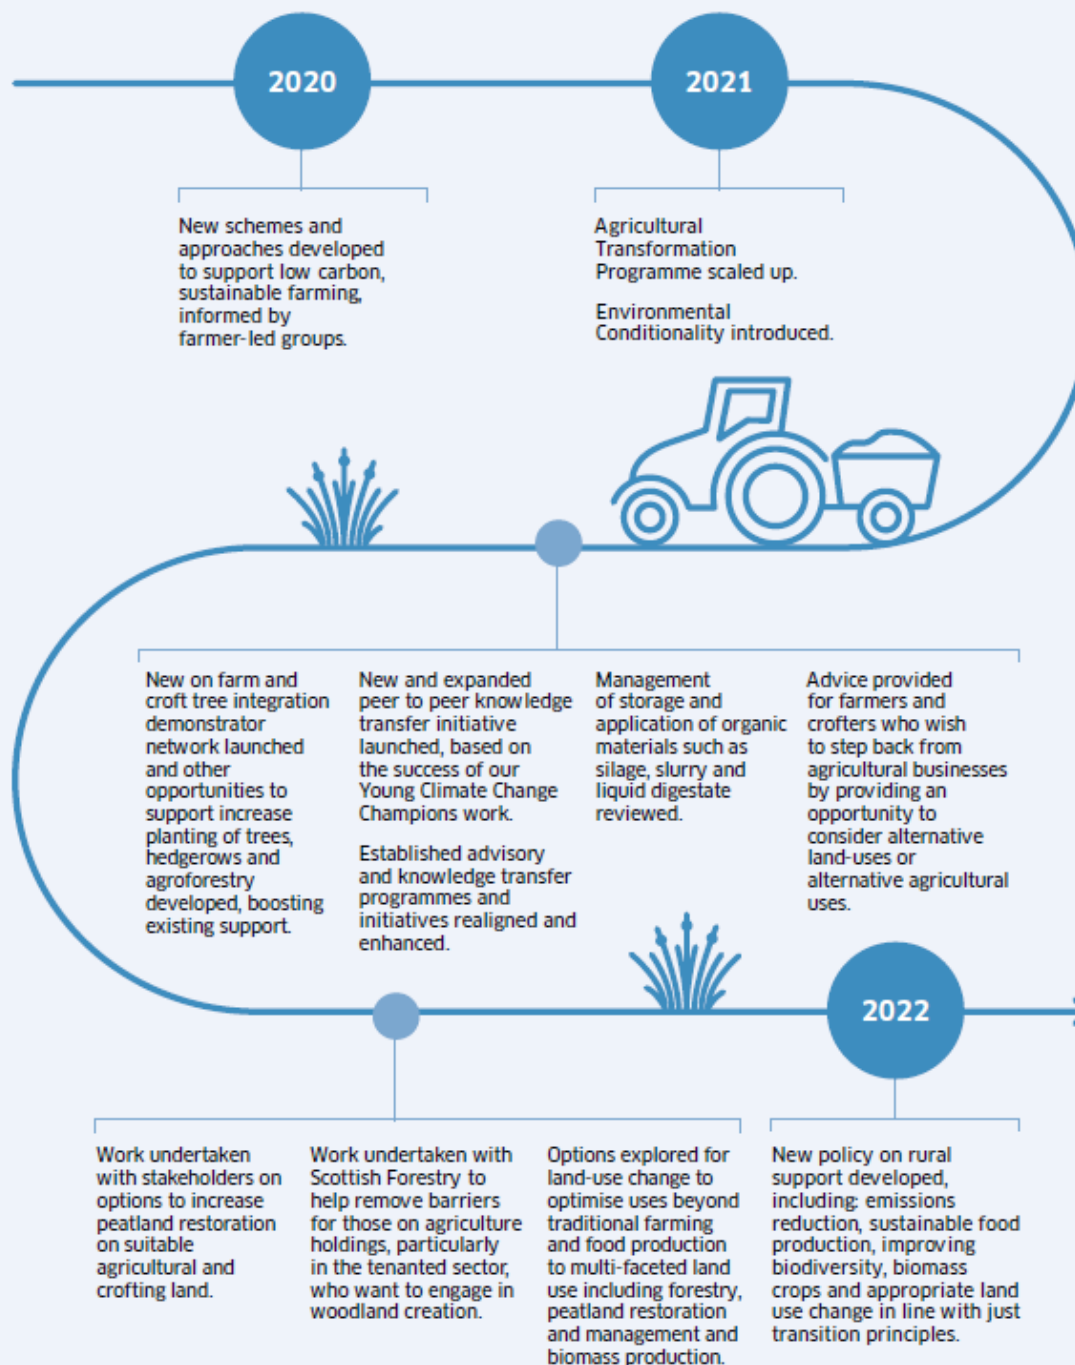 2020
2021
New schemes and
approaches developed
to support low carbon,
sustainable farming,
informed by
farmer-led groups.
Agricultural
Transformation
Programme scaled up.
Environmental
Conditionality introduced.
New on farm and
croft tree integration
demonstrator
network launched
and other
opportunities to
support increase
planting of trees,
hedgerows and
agroforestry
developed, boosting
existing support.
New and expanded
peer to peer knowledge
transfer initiative
launched, based on
the success of our
Young Climate Change
Champions work.
Established advisory
and knowledge transfer
programmes and
initiatives realigned and
enhanced.
Management
of storage and
application of organic
materials such as
silage, slurry and
liquid digestate
reviewed.
Advice provided
for farmers and
crofters who wish
to step back from
agricultural businesses
by providing an
opportunity to
consider alternative
land-uses or
alternative agricultural
uses.
2022
Work undertaken
with stakeholders on
options to increase
peatland restoration
on suitable
agricultural and
crofting land.
Work undertaken with
Scottish Forestry to
help remove barriers
for those on agriculture
holdings, particularly
in the tenanted sector,
who want to engage in
woodland creation.
Options explored for
land-use change to
optimise uses beyond
traditional farming
and food production
to multi-faceted land
use including forestry,
peatland restoration
and management and
biomass production.
New policy on rural
support developed,
including: emissions
reduction, sustainable food
production, improving
biodiversity, biomass
crops and appropriate land
use change in line with just
transition principles.